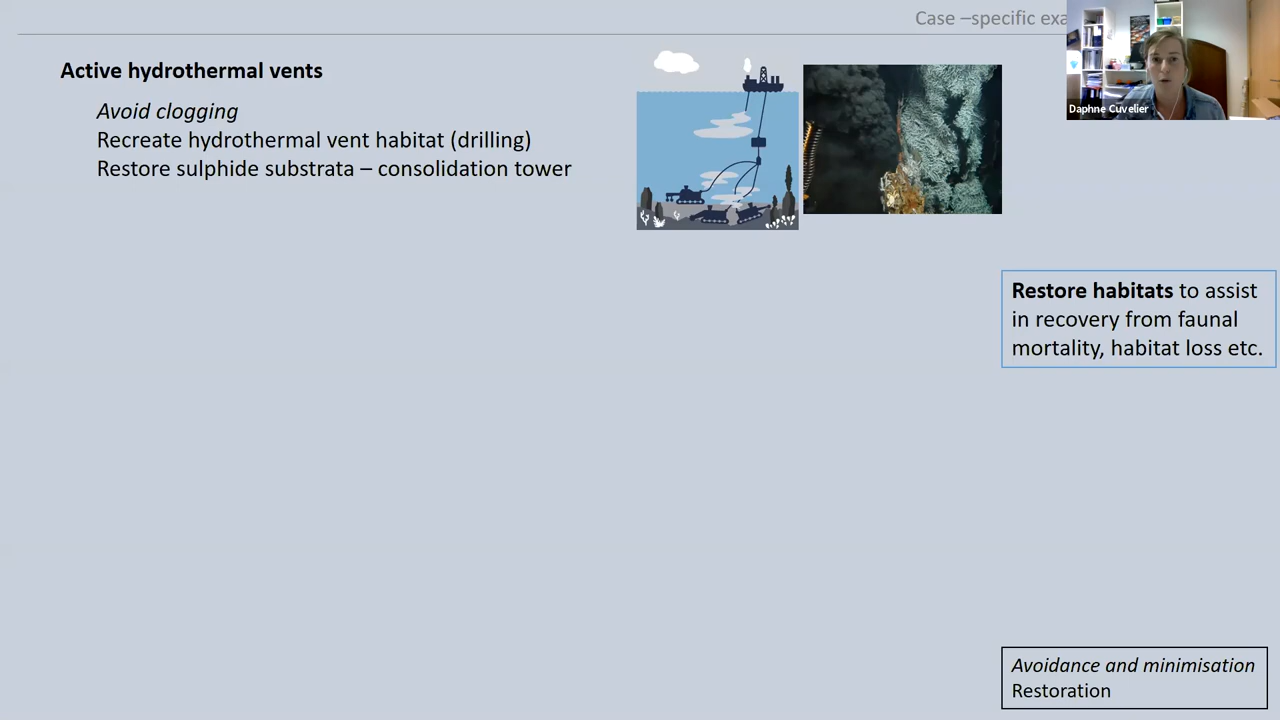 Case –specific
Daphne Cuvelier
Active hydrothermal vents
Avoid clogging
Recreate hydrothermal vent habitat (drilling)
Restore sulphide substrata – consolidation tower
Restore habitats to assist
in recovery from faunal
mortality, habitat loss etc.
Avoidance and minimisation
Restoration